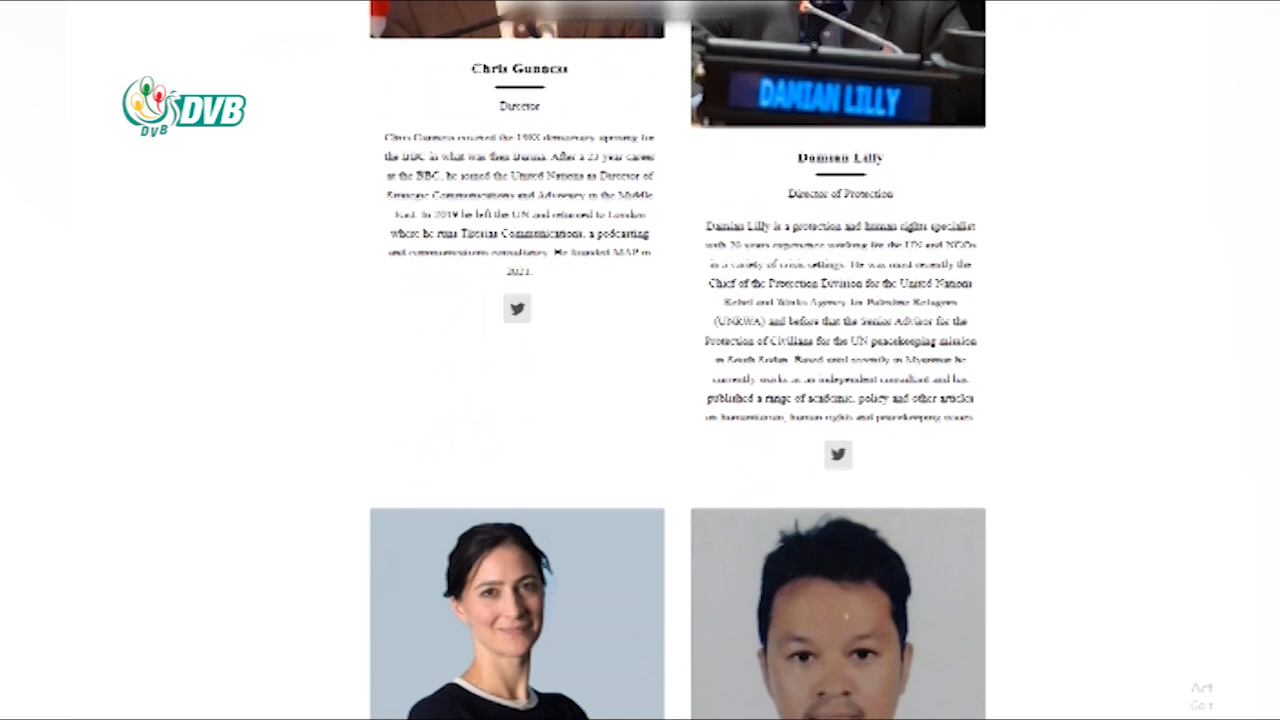 DVB
DVB
Chris Gunness
Director
Chris Gunness covered the 1988 democracy uprising for
the BBC in what was then Burma. After a 23 year career
at the BBC, he joined the United Nations as Director of
Strategic Communications and Advocacy in the Middle
East. In 2019 he left the UN and returned to London
where he runs Communications, a podcasting
and communications consultancy. He founded MAP in
2021.
DAMIAN LILLY
Damian Lilly
Director of Protection
Damian Lilly is a protection and human rights specialist
with 20 years experience working for the UN and NGOs
in a variety of crisis settings. He was most recently the
Chief of the Protection Division for the United Nations
Relief and Works Agency for Palestine Refugees
(UNRWA) and before that the Senior Advisor for the
Protection of Civilians for the UN peacekeeping mission
in South Sudan. Based until recently in Myanmar he
currently works as an independent consultant and has
published a range of academic, policy and other articles
on humanitarian, human rights and peacekeeping issues.